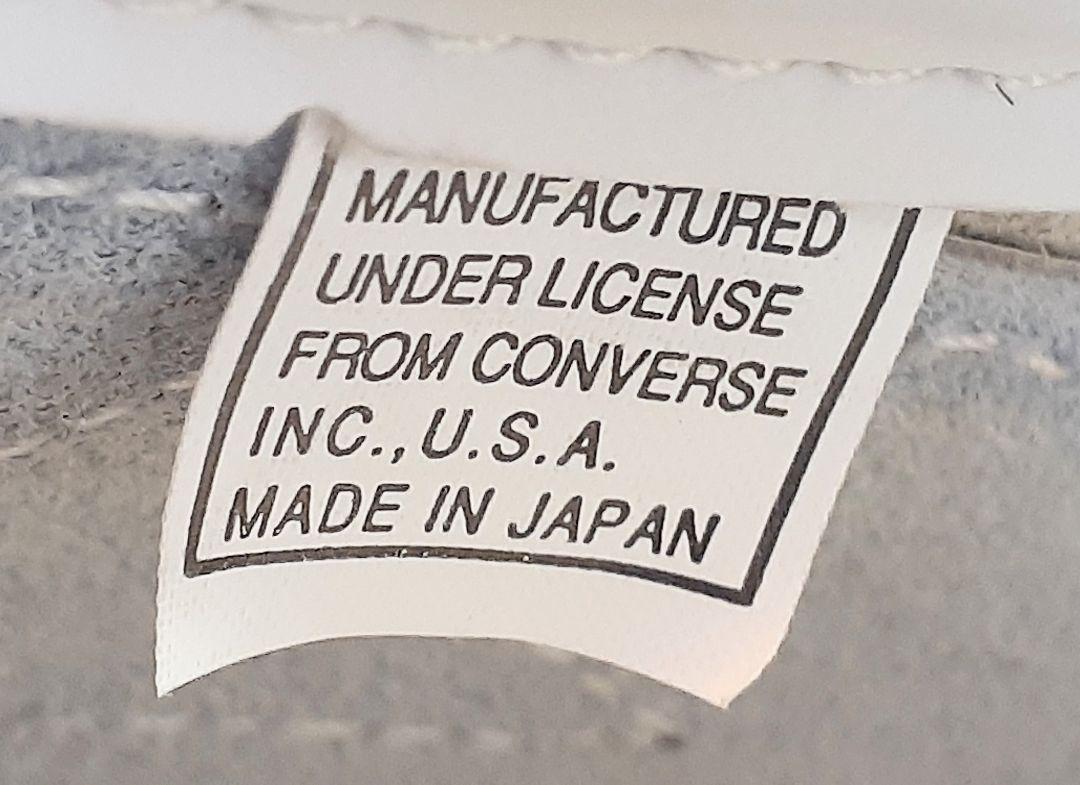 MANUFACTURED
UNDER LICENSE
FROM CONVERSE
INC., U.S.A.
MADE IN JAPAN